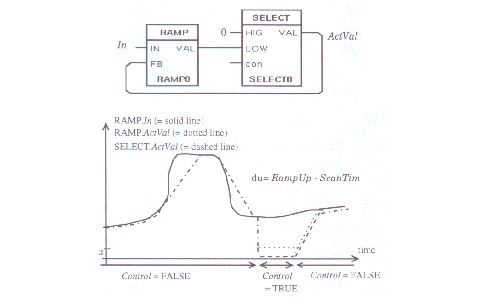 SELECT
RAMP
0
HIG VAL
ActVal
In
IN VAL
LOW
FB
con
RAMP0
SELECT0
RAMP.In (= solid line)
RAMP.ActVal (= dotted line)
SELECT.ActVal (= dashed line)
du= RampUp - ScanTim
time
Control = FALSE
Control
= TRUE
Control = FALSE